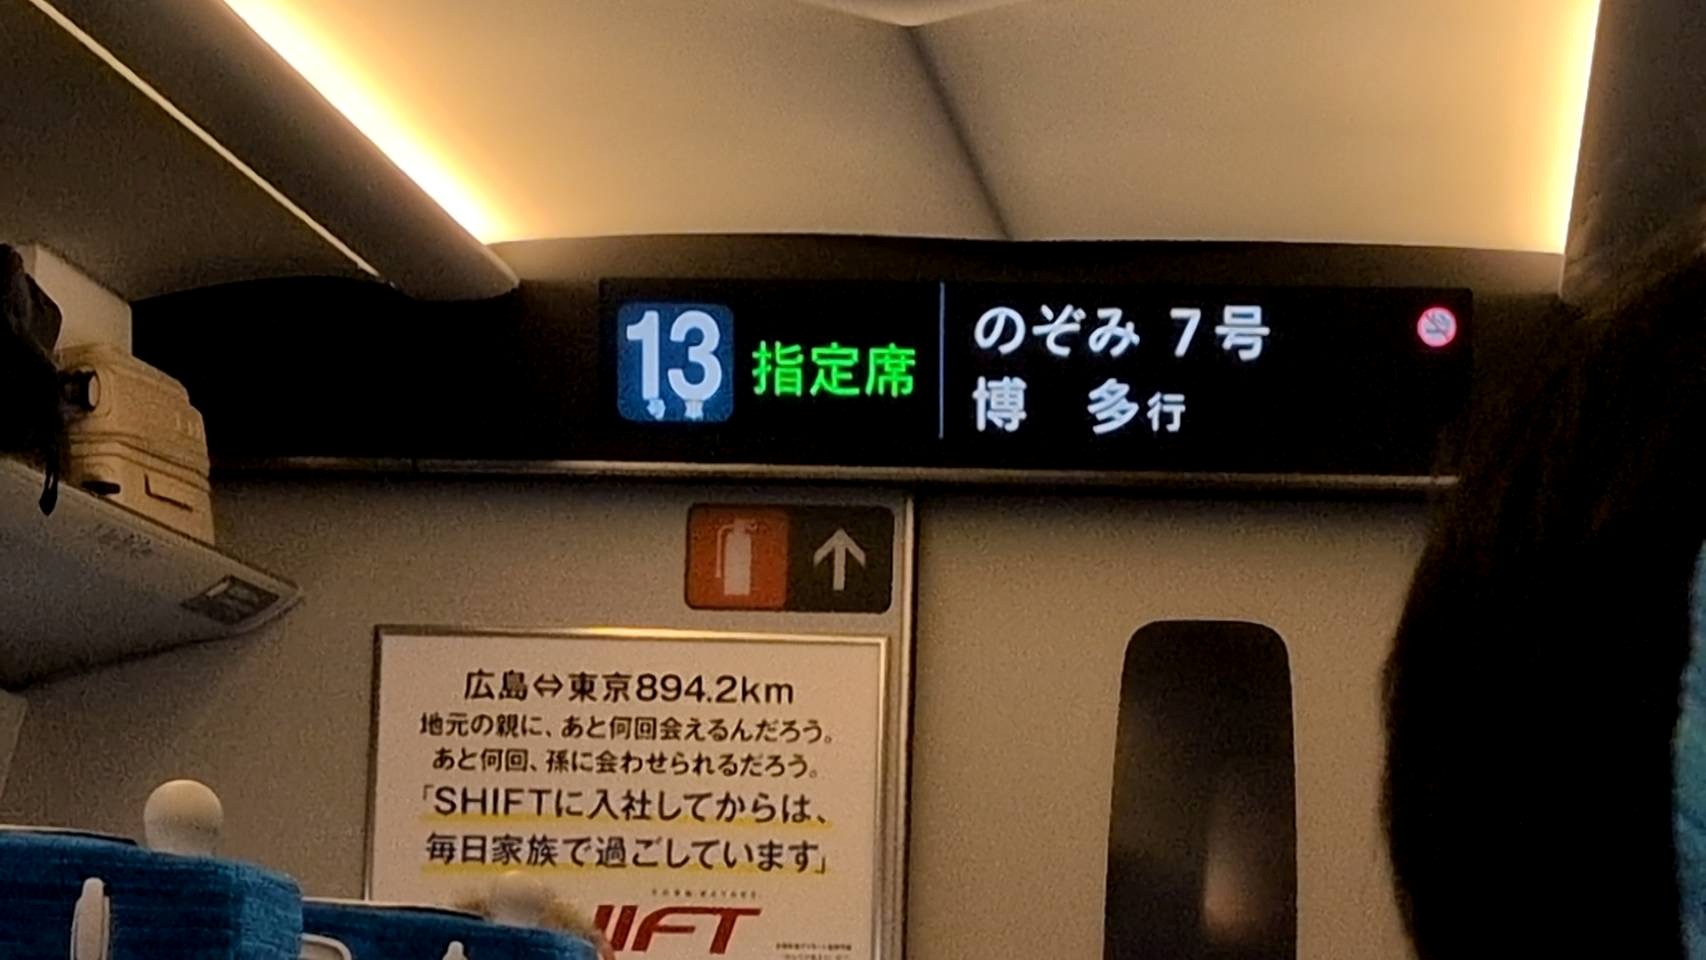 13
号車
指定席
のぞみ 7号
博 多行
広島⇔東京894.2km
地元の親に、あと何回会えるんだろう。
あと何回、孫に会わせられるだろう。
「SHIFTに入社してからは、
毎日家族で過ごしています」